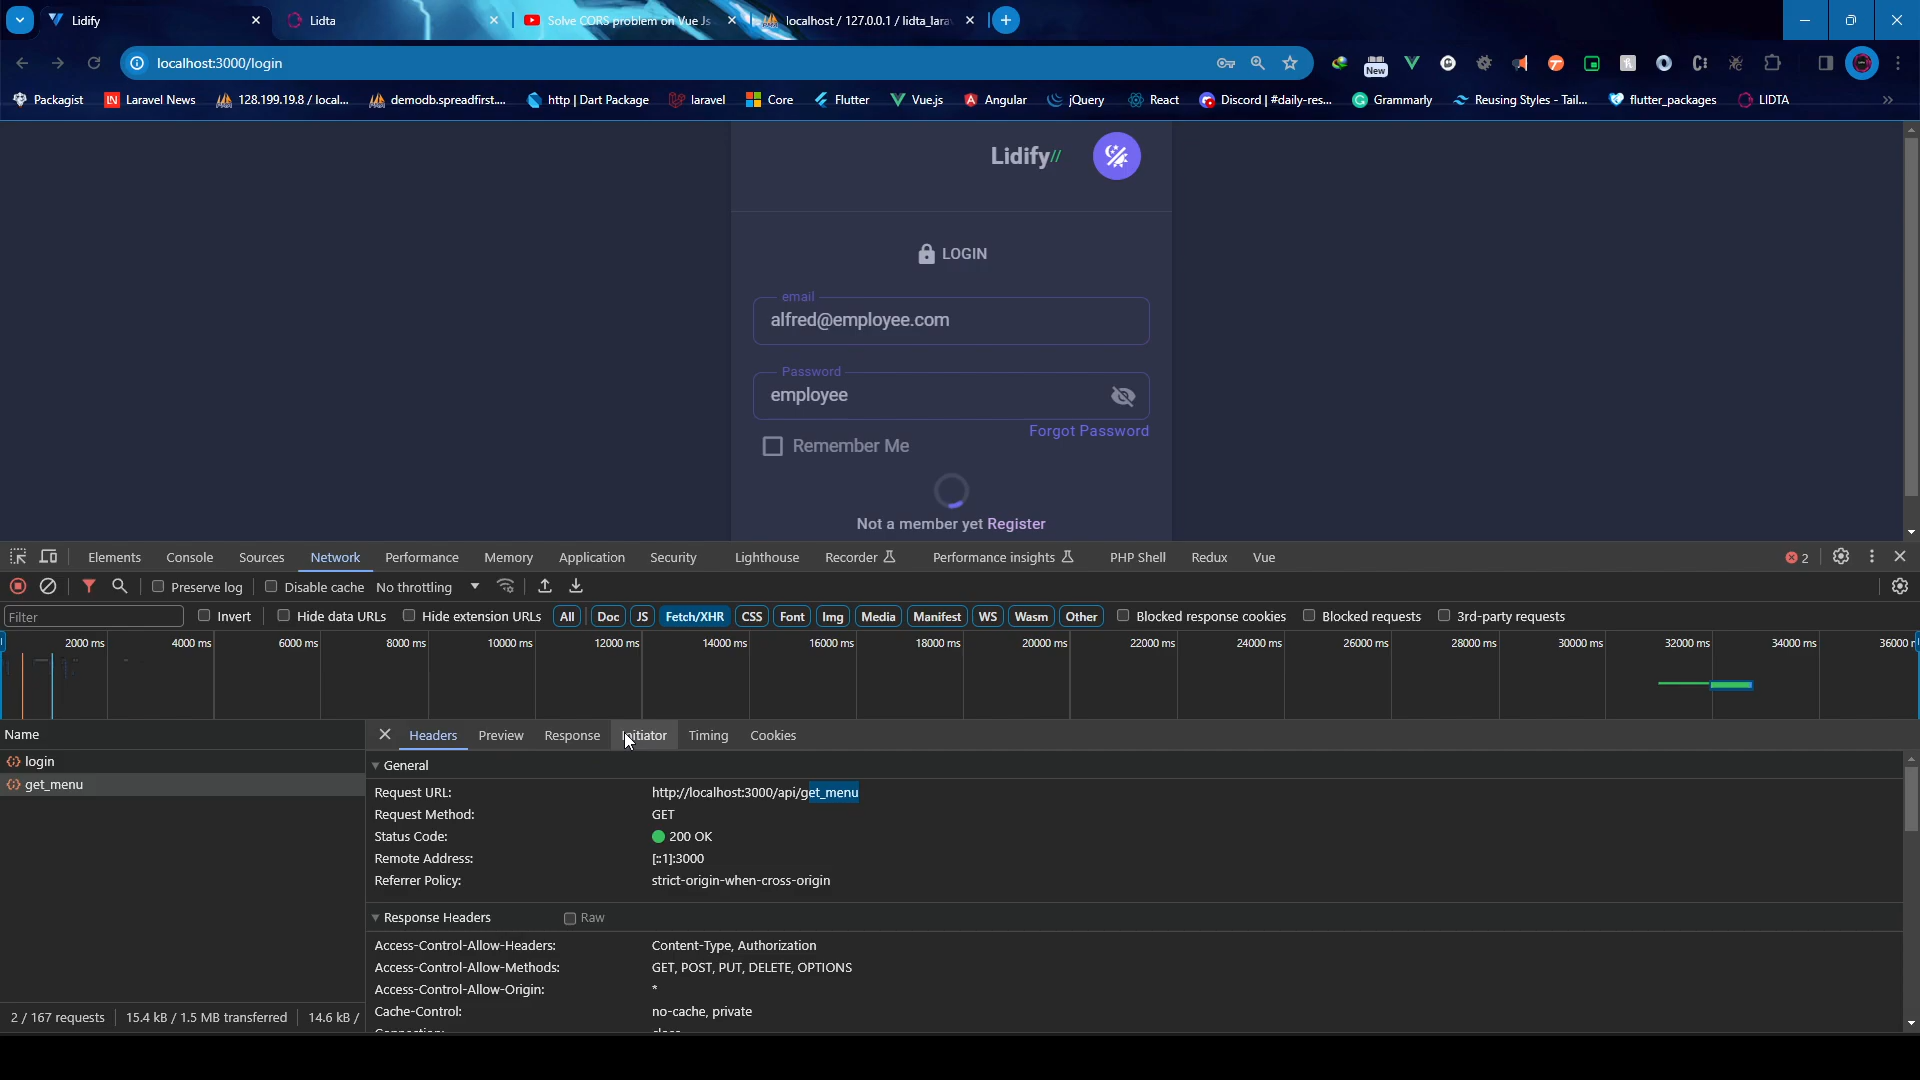 Lidify
Lidta
Solve CORS problem on Vue Js
localhost / 127.0.0.1 / lidta_lara
localhost:3000/login
New
Packagist
IN Laravel News
128.199.19.8 / local...
demodb.spreadfirst....
http | Dart Package
laravel
Core
Flutter
Vue.js
Angular
jQuery
React
Discord | #daily-res...
Grammarly
Reusing Styles - Tail...
flutter_packages
LIDTA
»
Lidify//
LOGIN
email
alfred@employee.com
Password
employee
Forgot Password
Remember Me
Not a member yet Register
Elements Console Sources Network Performance Memory Application Security Lighthouse Recorder Performance insights PHP Shell Redux Vue 2
Preserve log Disable cache No throttling
Filter Invert Hide data URLs Hide extension URLs All Doc JS Fetch/XHR CSS Font Img Media Manifest WS Wasm Other Blocked response cookies Blocked requests 3rd-party requests
2000 ms 4000 ms 6000 ms 8000 ms 10000 ms 12000 ms 14000 ms 16000 ms 18000 ms 20000 ms 22000 ms 24000 ms 26000 ms 28000 ms 30000 ms 32000 ms 34000 ms 36000
Name
login
get_menu
2 / 167 requests 15.4 kB / 1.5 MB transferred 14.6 kB /
Headers Preview Response Initiator Timing Cookies
General
Request URL: http://localhost:3000/api/get_menu
Request Method: GET
Status Code: 200 OK
Remote Address: [::1]:3000
Referrer Policy: strict-origin-when-cross-origin
Response Headers Raw
Access-Control-Allow-Headers: Content-Type, Authorization
Access-Control-Allow-Methods: GET, POST, PUT, DELETE, OPTIONS
Access-Control-Allow-Origin: *
Cache-Control: no-cache, private